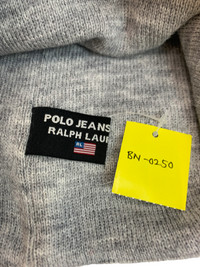 POLO JEANS
RALPH LAU
RL
BN-0250